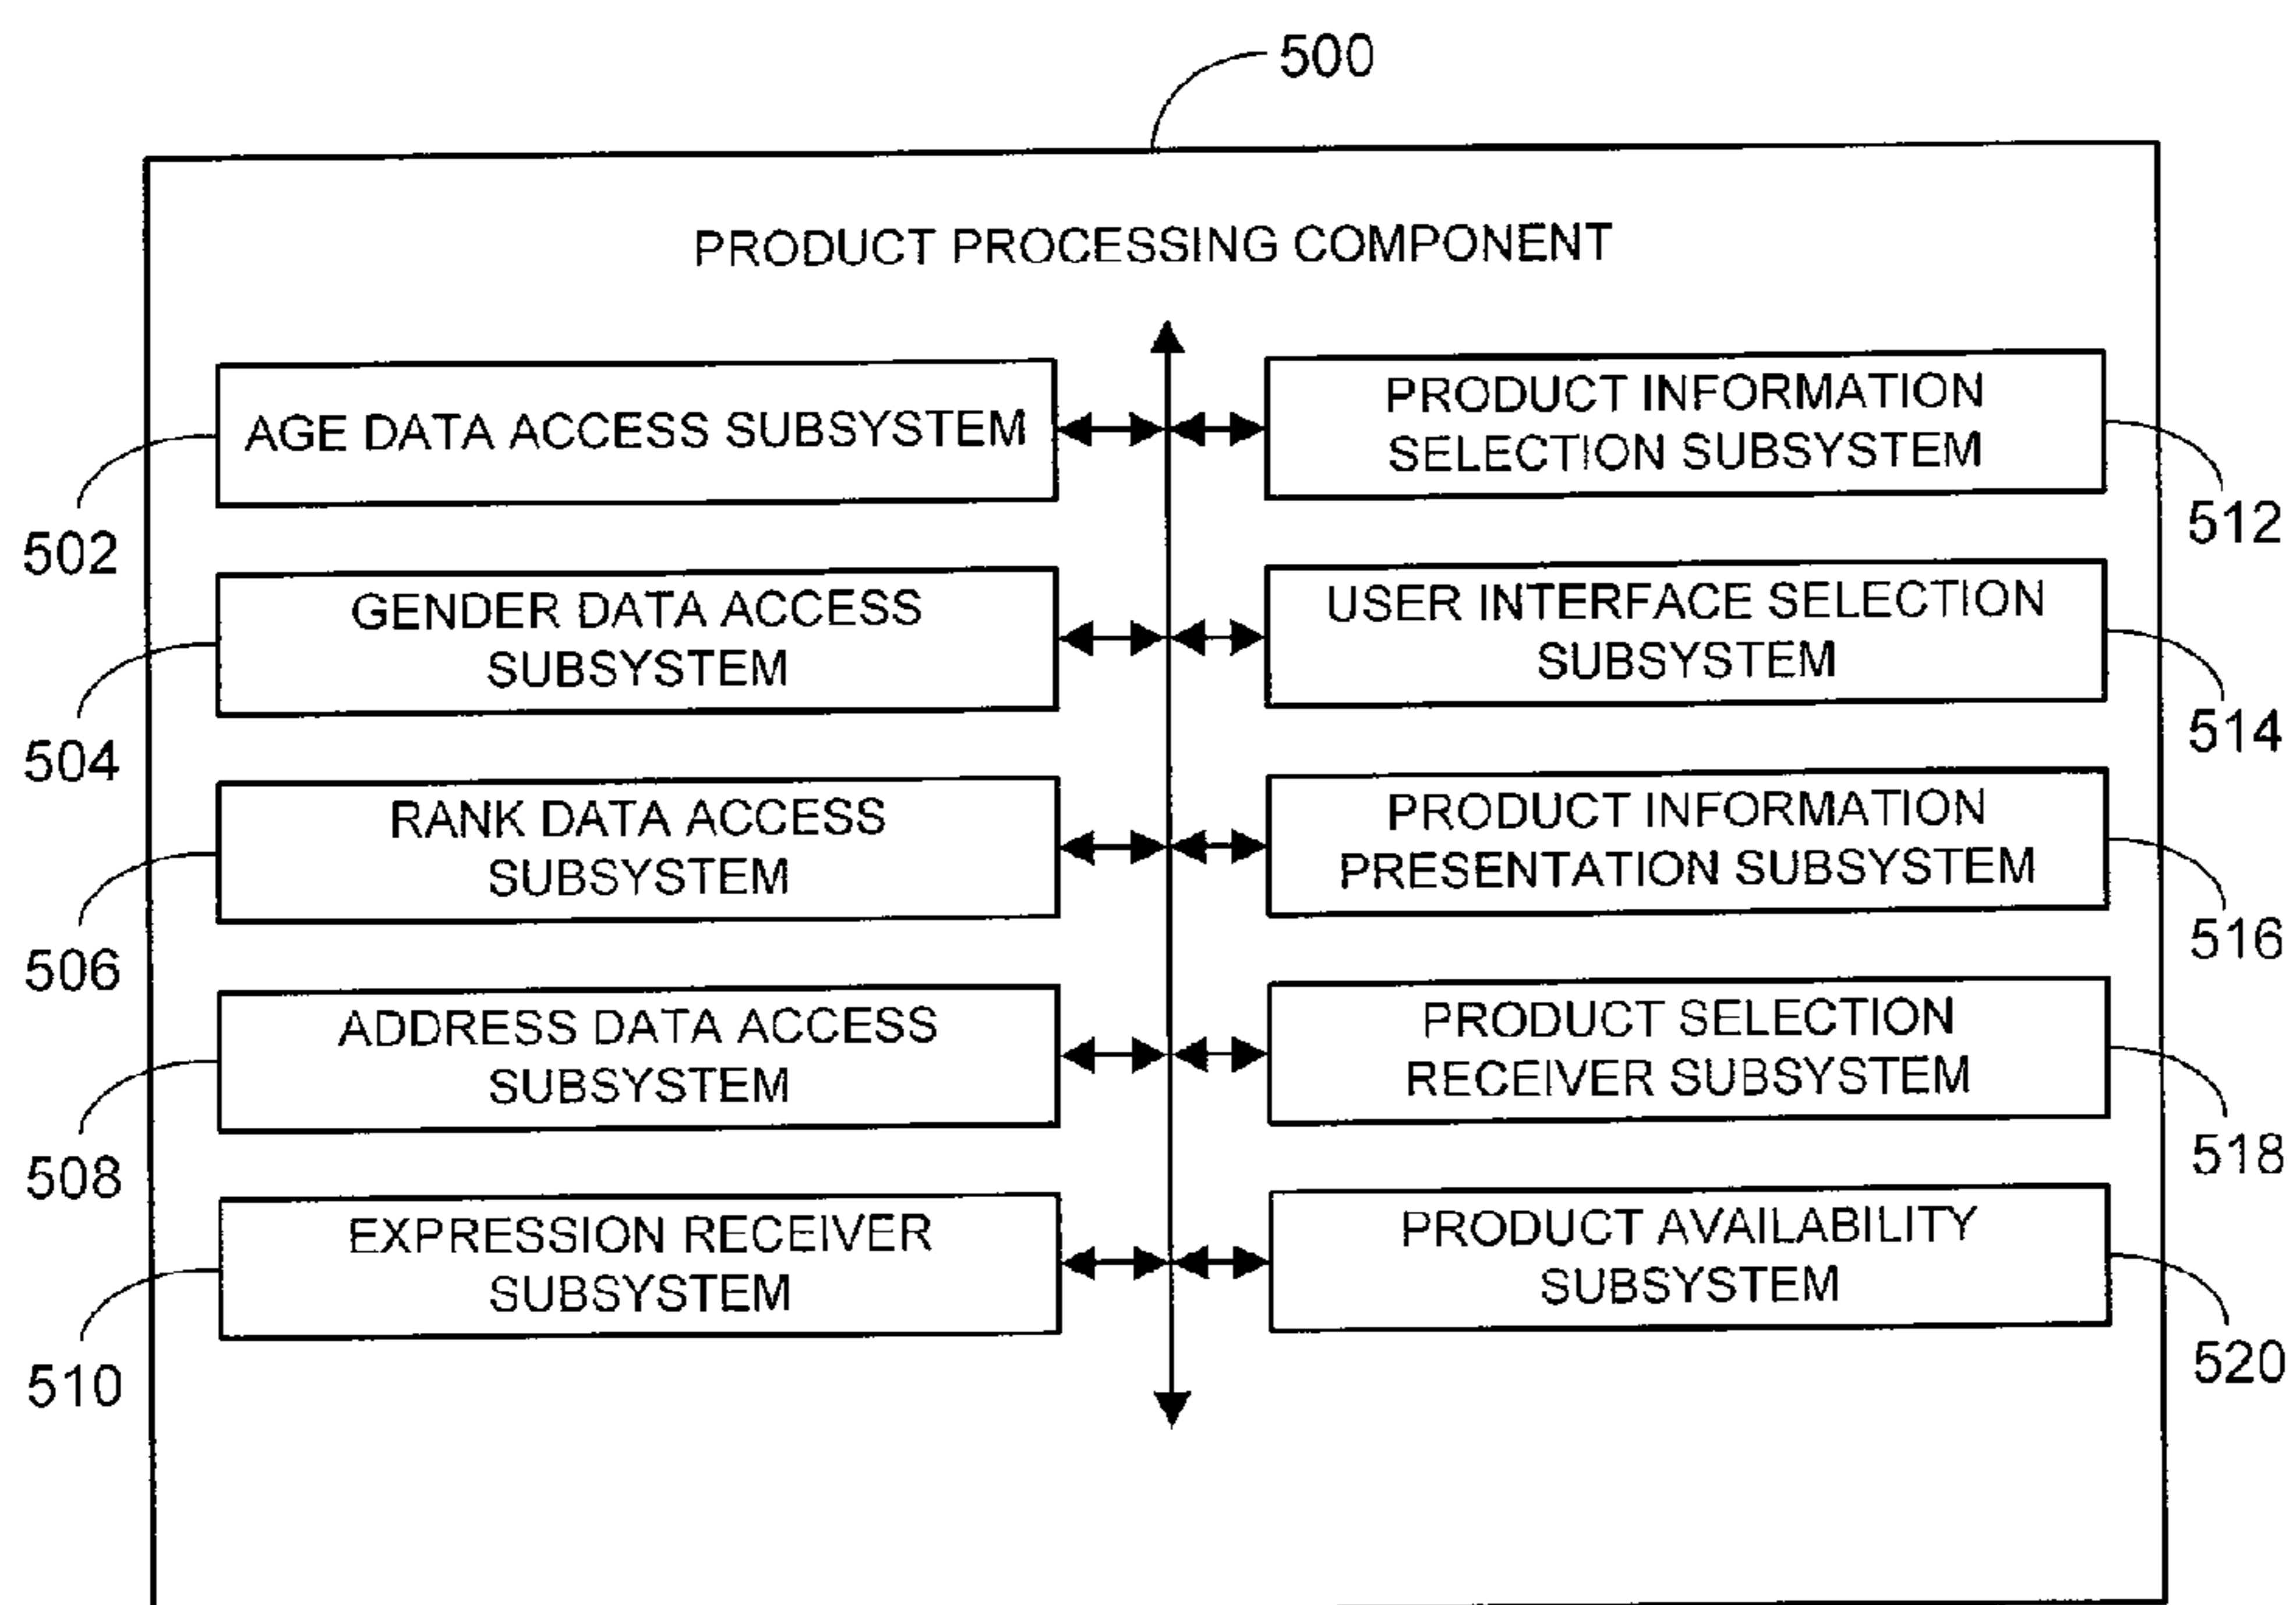 500
PRODUCT PROCESSING COMPONENT
AGE DATA ACCESS SUBSYSTEM
502
GENDER DATA ACCESS
SUBSYSTEM
504
RANK DATA ACCESS
SUBSYSTEM
506
ADDRESS DATA ACCESS
SUBSYSTEM
508
EXPRESSION RECEIVER
SUBSYSTEM
510
PRODUCT INFORMATION
SELECTION SUBSYSTEM
512
USER INTERFACE SELECTION
SUBSYSTEM
514
PRODUCT INFORMATION
PRESENTATION SUBSYSTEM
516
PRODUCT SELECTION
RECEIVER SUBSYSTEM
518
PRODUCT AVAILABILITY
SUBSYSTEM
520